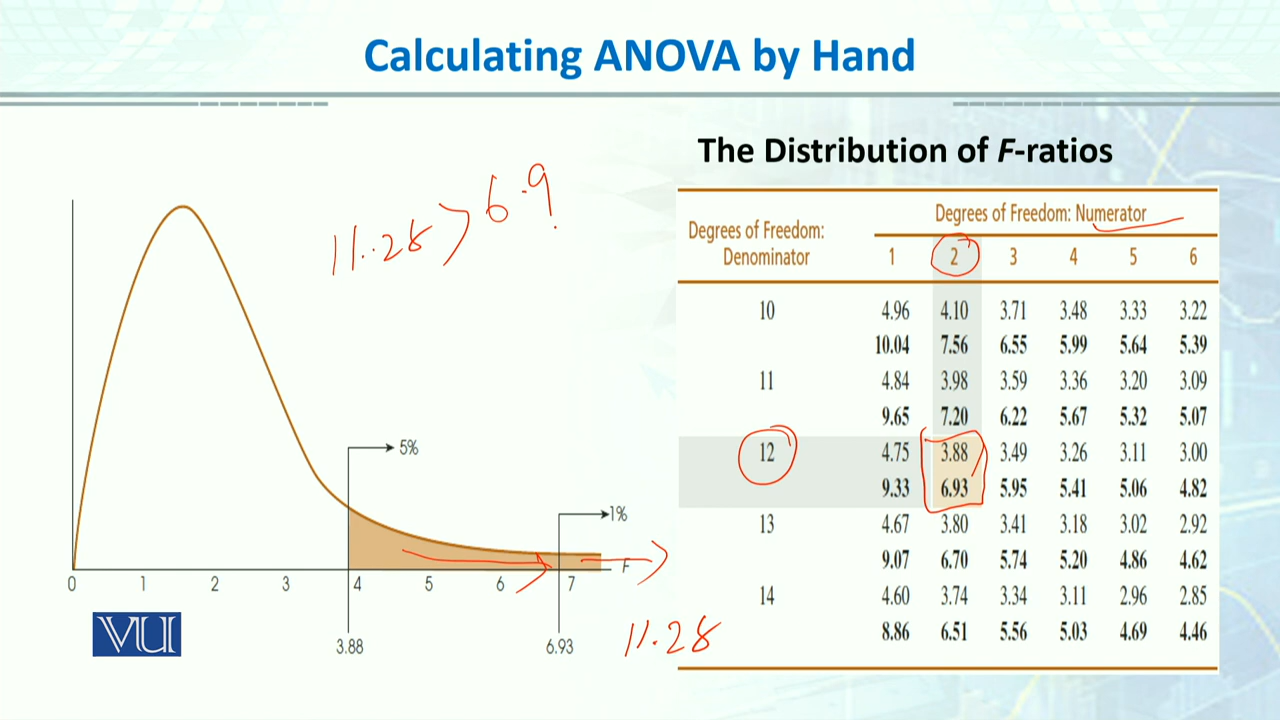 Calculating ANOVA by Hand
The Distribution of F-ratios
11.28 > 6.9
Degrees of Freedom: Denominator
Degrees of Freedom: Numerator
1 2 3 4 5 6
10 4.96 4.10 3.71 3.48 3.33 3.22
10.04 7.56 6.55 5.99 5.64 5.39
11 4.84 3.98 3.59 3.36 3.20 3.09
9.65 7.20 6.22 5.67 5.32 5.07
12 4.75 3.88 3.49 3.26 3.11 3.00
9.33 6.93 5.95 5.41 5.06 4.82
13 4.67 3.80 3.41 3.18 3.02 2.92
9.07 6.70 5.74 5.20 4.86 4.62
14 4.60 3.74 3.34 3.11 2.96 2.85
8.86 6.51 5.56 5.03 4.69 4.46
5%
1%
F
0 1 2 3 4 5 6 7
3.88 6.93
11.28
VU